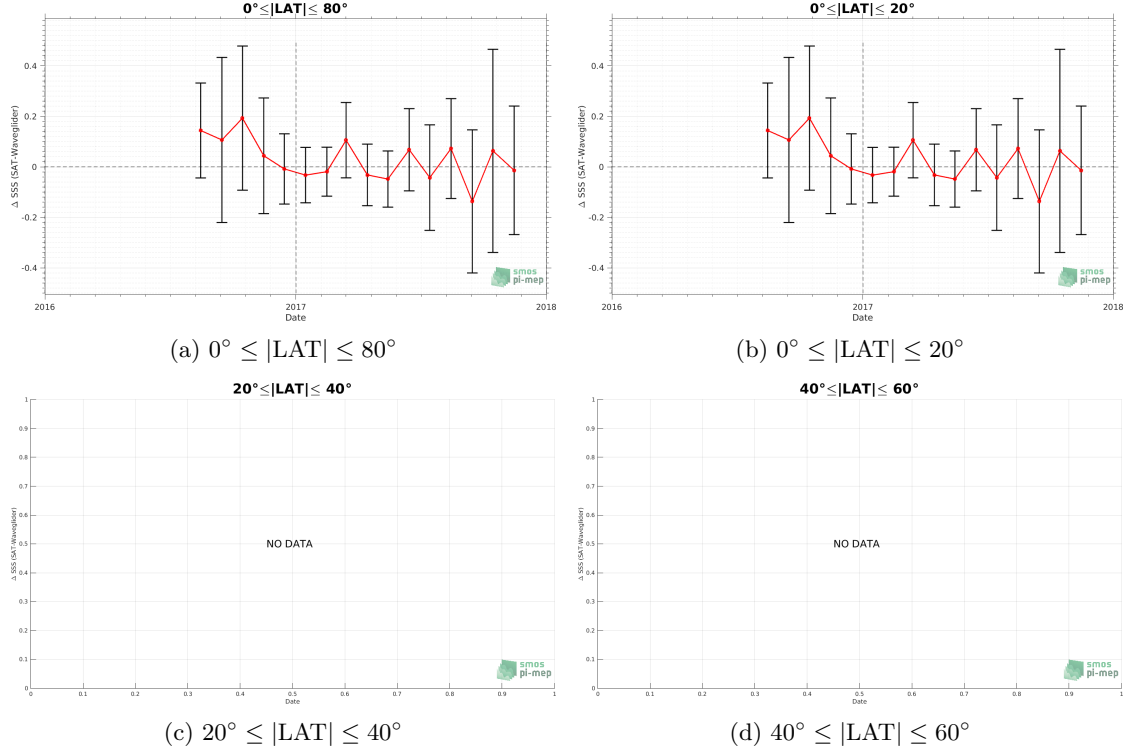 0°≤|LAT|≤ 80°
0.4
0.2
0
-0.2
-0.4
Δ SSS (SAT-Waveglider)
2016
2017
2018
Date
smos
pi-mep
(a) 0° ≤ |LAT| ≤ 80°
0°≤|LAT|≤ 20°
0.4
0.2
0
-0.2
-0.4
Δ SSS (SAT-Waveglider)
2016
2017
2018
Date
smos
pi-mep
(b) 0° ≤ |LAT| ≤ 20°
20°≤|LAT|≤ 40°
1
0.9
0.8
0.7
0.6
0.5
0.4
0.3
0.2
0.1
0
Δ SSS (SAT-Waveglider)
NO DATA
0
0.1
0.2
0.3
0.4
0.5
0.6
0.7
0.8
0.9
1
Date
smos
pi-mep
(c) 20° ≤ |LAT| ≤ 40°
40°≤|LAT|≤ 60°
1
0.9
0.8
0.7
0.6
0.5
0.4
0.3
0.2
0.1
0
Δ SSS (SAT-Waveglider)
NO DATA
0
0.1
0.2
0.3
0.4
0.5
0.6
0.7
0.8
0.9
1
Date
smos
pi-mep
(d) 40° ≤ |LAT| ≤ 60°